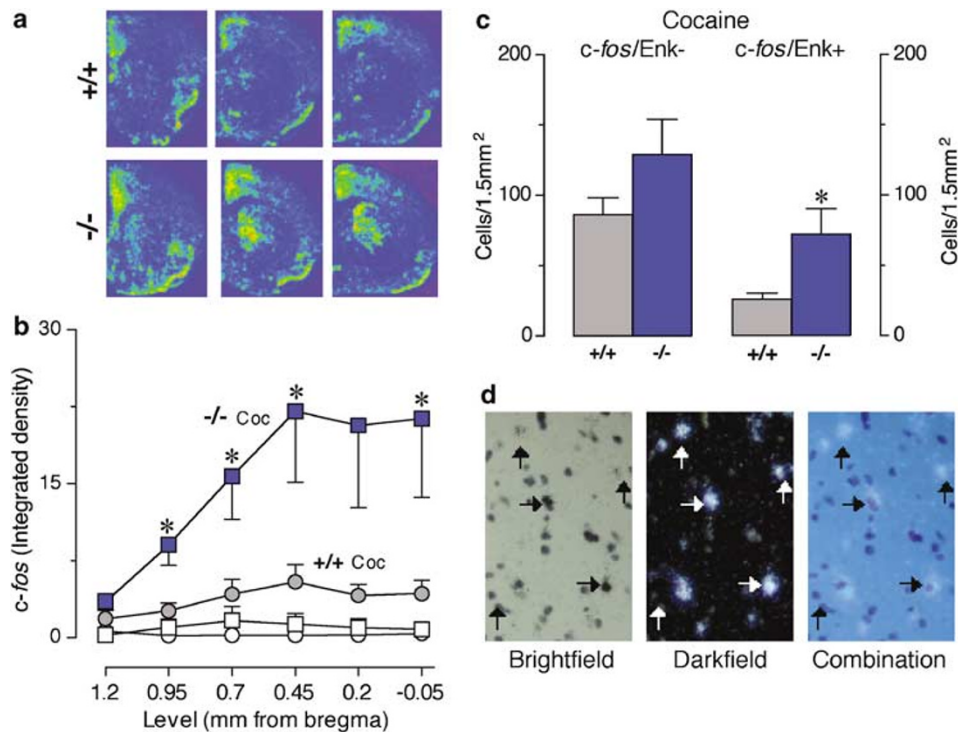 a
+/+
-/-
b
30
15
0
c-fos (Integrated density)
-/- Coc
+/+ Coc
*
*
*
*
1.2 0.95 0.7 0.45 0.2 -0.05
Level (mm from bregma)
c
Cocaine
c-fos/Enk- c-fos/Enk+
200
100
0
Cells/1.5mm²
*
200
100
0
Cells/1.5mm²
+/+ -/- +/+ -/-
d
Brightfield Darkfield Combination